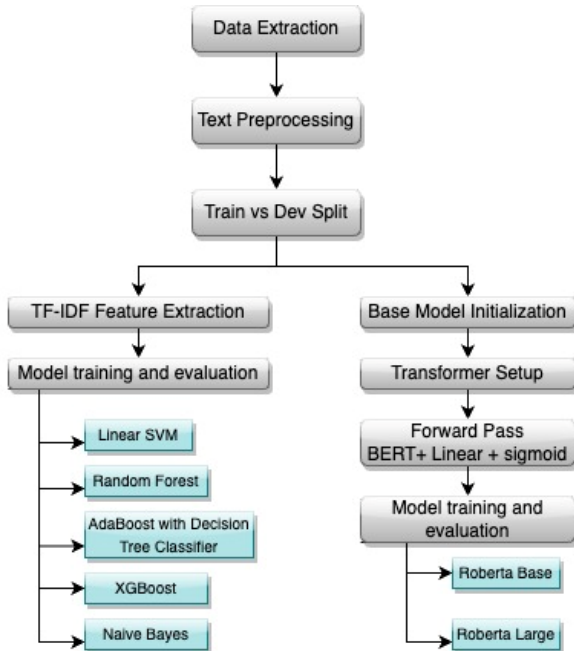 Data Extraction
Text Preprocessing
Train vs Dev Split
TF-IDF Feature Extraction
Model training and evaluation
Linear SVM
Random Forest
AdaBoost with Decision
Tree Classifier
XGBoost
Naive Bayes
Base Model Initialization
Transformer Setup
Forward Pass
BERT+ Linear + sigmoid
Model training and
evaluation
Roberta Base
Roberta Large